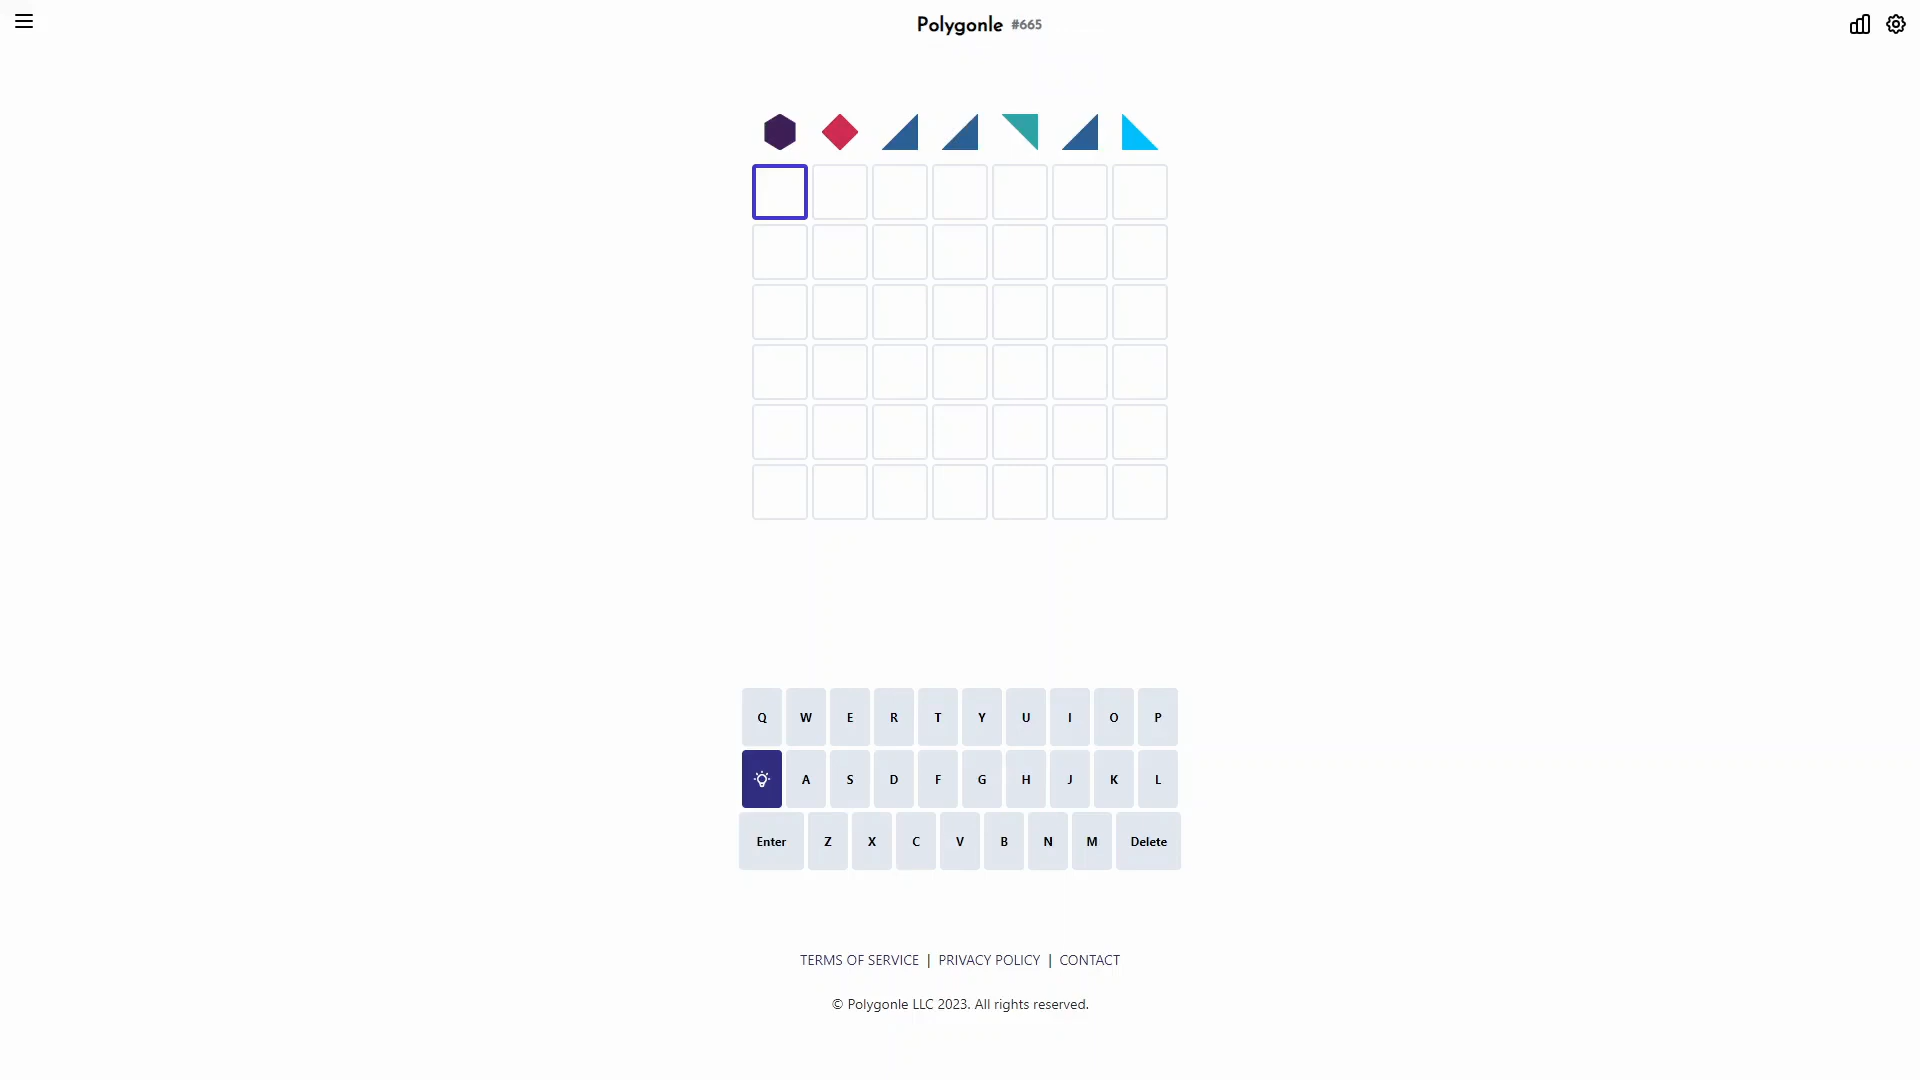 Polygonle #665
Q W E R T Y U I O P
A S D F G H J K L
Enter Z X C V B N M Delete
TERMS OF SERVICE | PRIVACY POLICY | CONTACT
© Polygonle LLC 2023. All rights reserved.